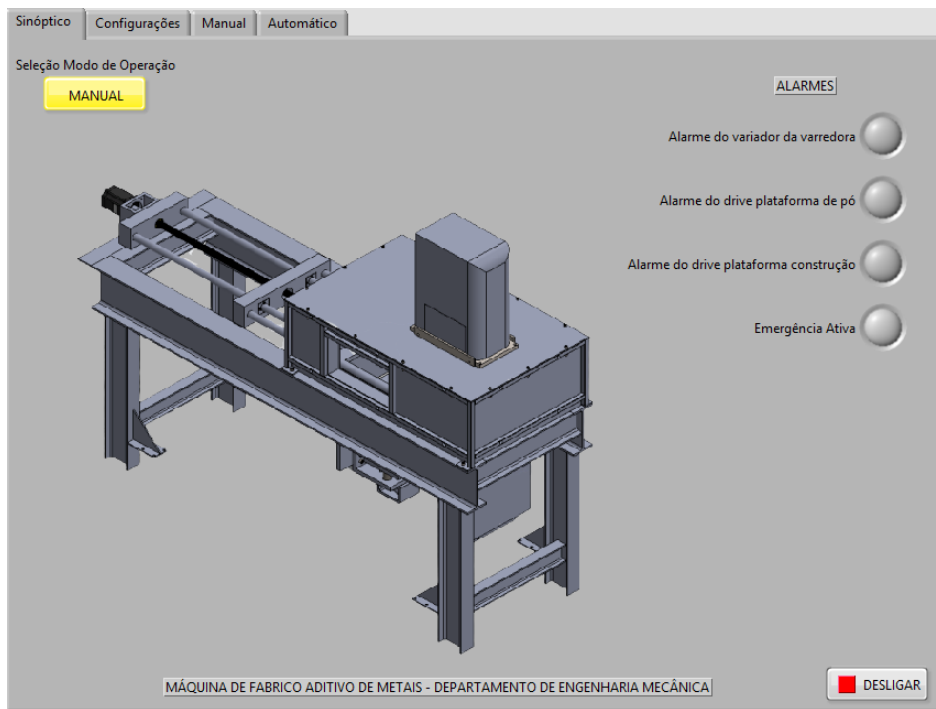 Sinóptico Configurações Manual Automático
Seleção Modo de Operação
MANUAL
ALARMES
Alarme do variador da varredora
Alarme do drive plataforma de pó
Alarme do drive plataforma construção
Emergência Ativa
MÁQUINA DE FABRICO ADITIVO DE METAIS - DEPARTAMENTO DE ENGENHARIA MECÂNICA
DESLIGAR